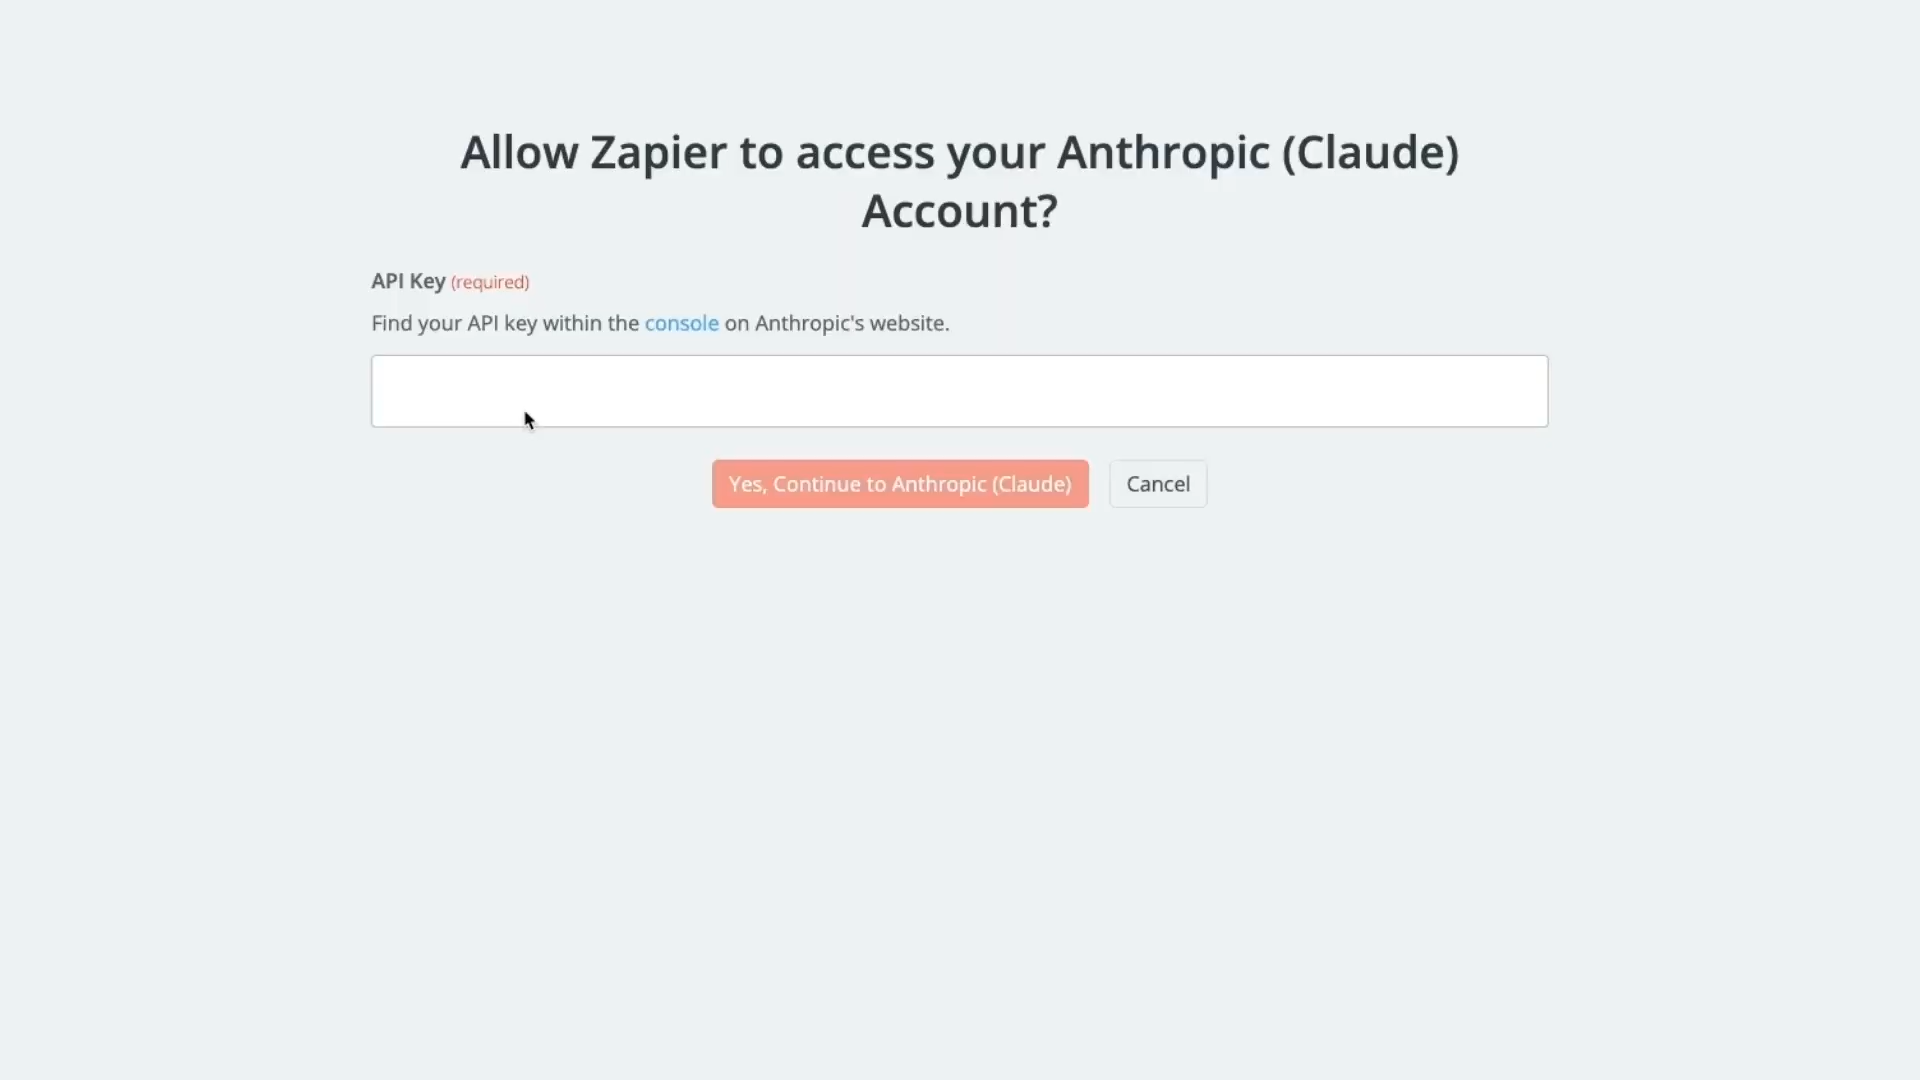 Allow Zapier to access your Anthropic (Claude)
Account?
API Key (required)
Find your API key within the console on Anthropic's website.
Yes, Continue to Anthropic (Claude)
Cancel